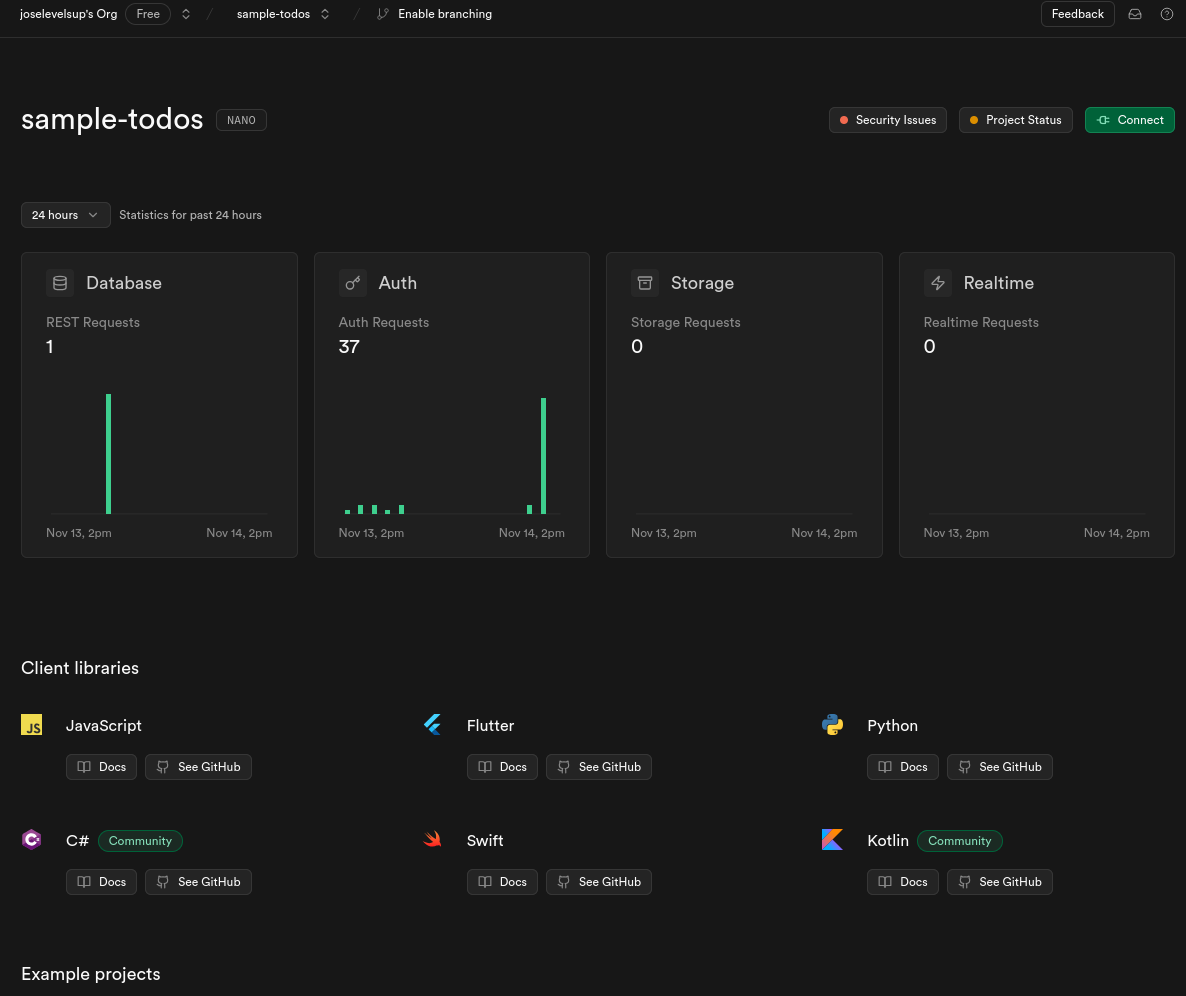 joselevelsup's Org Free / sample-todos / Enable branching Feedback
sample-todos NANO Security Issues Project Status Connect
24 hours Statistics for past 24 hours
Database
REST Requests
1
Nov 13, 2pm Nov 14, 2pm
Auth
Auth Requests
37
Nov 13, 2pm Nov 14, 2pm
Storage
Storage Requests
0
Nov 13, 2pm Nov 14, 2pm
Realtime
Realtime Requests
0
Nov 13, 2pm Nov 14, 2pm
Client libraries
JS JavaScript
Docs See GitHub
Flutter
Docs See GitHub
Python
Docs See GitHub
C# Community
Docs See GitHub
Swift
Docs See GitHub
Kotlin Community
Docs See GitHub
Example projects